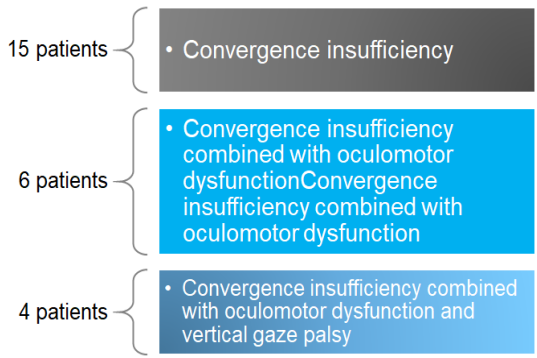 15 patients
• Convergence insufficiency
6 patients
• Convergence insufficiency
combined with oculomotor
dysfunctionConvergence
insufficiency combined with
oculomotor dysfunction
4 patients
• Convergence insufficiency combined
with oculomotor dysfunction and
vertical gaze palsy